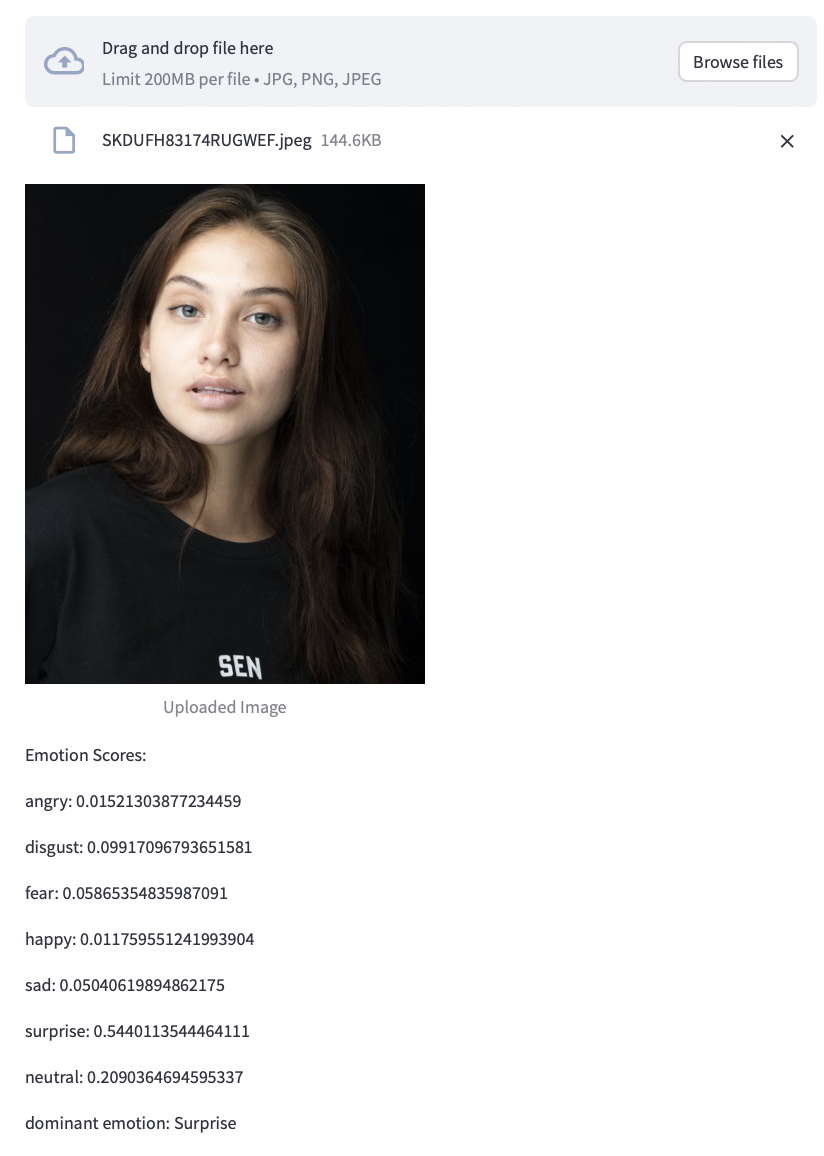 Drag and drop file here
Limit 200MB per file • JPG, PNG, JPEG
Browse files
SKDUFH83174RUGWEF.jpeg 144.6KB
SEN
Uploaded Image
Emotion Scores:
angry: 0.01521303877234459
disgust: 0.09917096793651581
fear: 0.05865354835987091
happy: 0.011759551241993904
sad: 0.05040619894862175
surprise: 0.5440113544464111
neutral: 0.2090364694595337
dominant emotion: Surprise